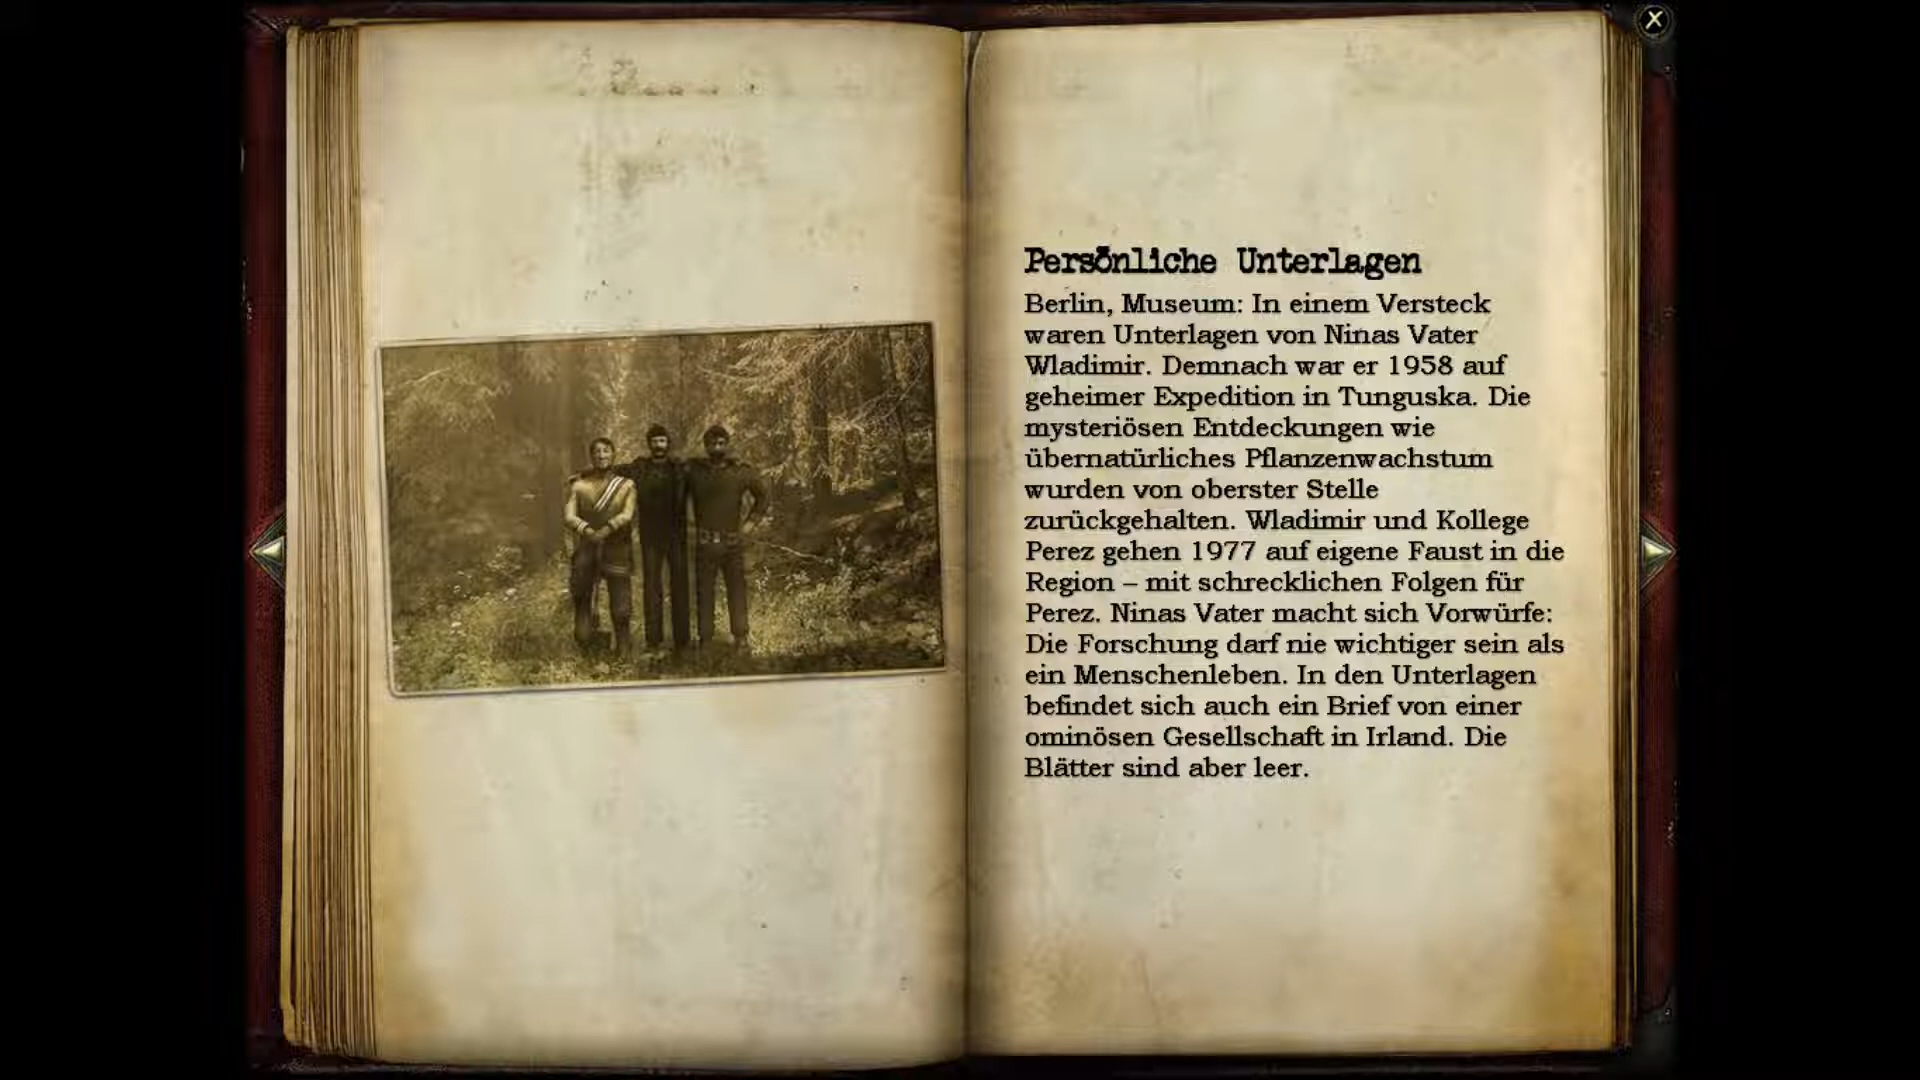 Persönliche Unterlagen
Berlin, Museum: In einem Versteck
waren Unterlagen von Ninas Vater
Wladimir. Demnach war er 1958 auf
geheimer Expedition in Tunguska. Die
mysteriösen Entdeckungen wie
übernatürliches Pflanzenwachstum
wurden von oberster Stelle
zurückgehalten. Wladimir und Kollege
Perez gehen 1977 auf eigene Faust in die
Region – mit schrecklichen Folgen für
Perez. Ninas Vater macht sich Vorwürfe:
Die Forschung darf nie wichtiger sein als
ein Menschenleben. In den Unterlagen
befindet sich auch ein Brief von einer
ominösen Gesellschaft in Irland. Die
Blätter sind aber leer.